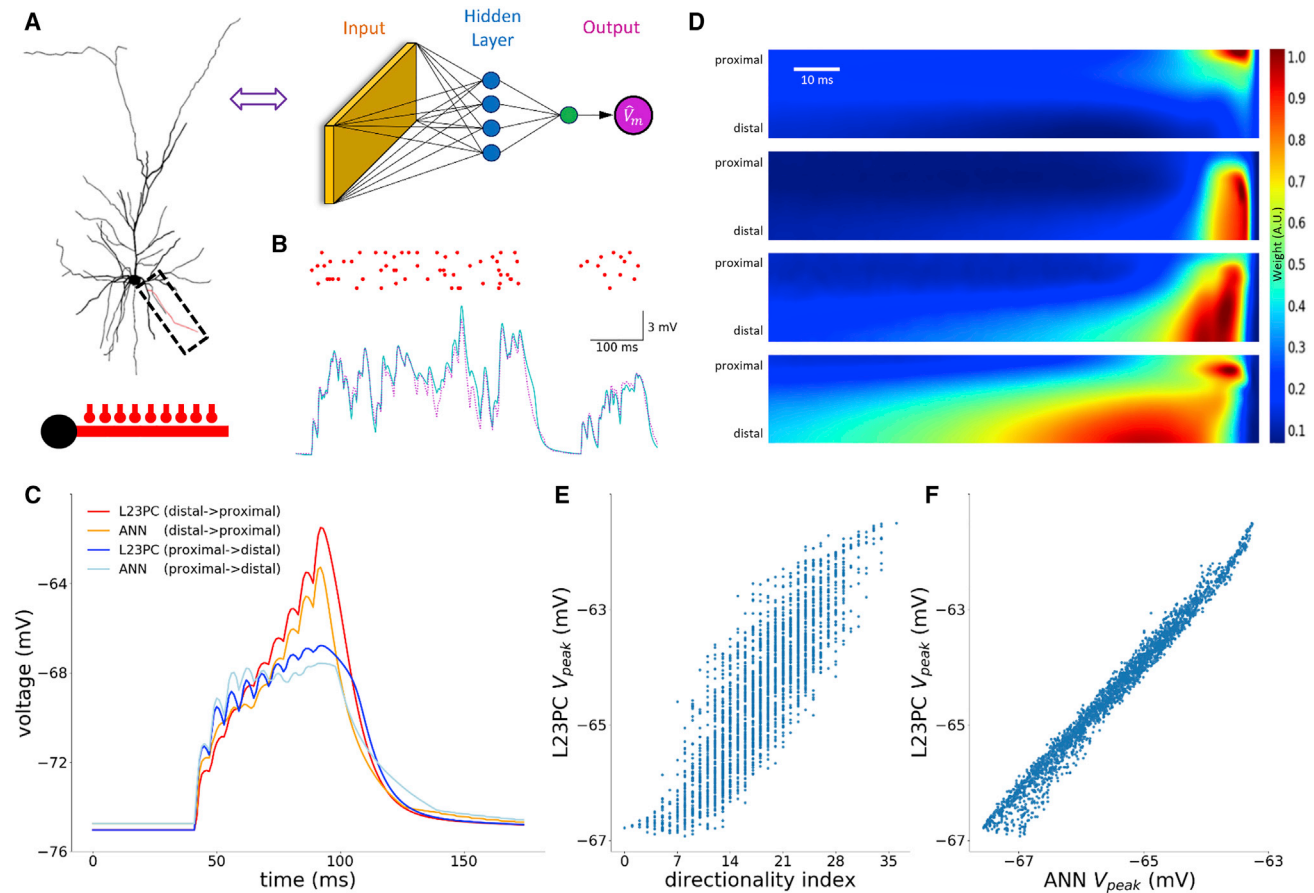 A
Input
Hidden
Layer
Output
V̂m
B
3 mV
100 ms
D
proximal
10 ms
distal
proximal
distal
proximal
distal
proximal
distal
1.0
0.9
0.8
0.7
0.6
0.5
0.4
0.3
0.2
0.1
Weight (A.U.)
C
L23PC (distal->proximal)
ANN (distal->proximal)
L23PC (proximal->distal)
ANN (proximal->distal)
−64
−68
−72
−76
voltage (mV)
0
50
100
150
time (ms)
E
−63
−65
−67
L23PC Vpeak (mV)
0
7
14
21
28
35
directionality index
F
−63
−65
−67
L23PC Vpeak (mV)
−67
−65
−63
ANN Vpeak (mV)